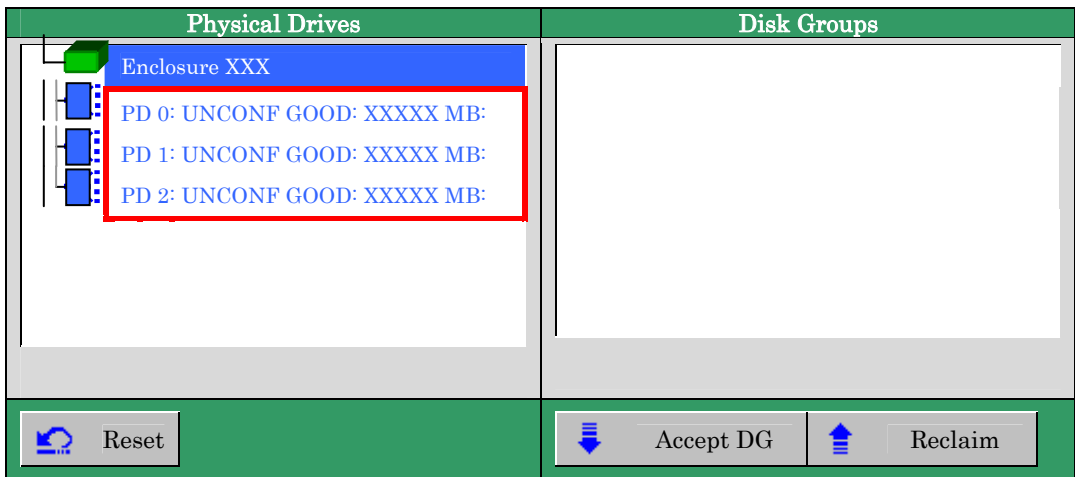 Physical Drives
Disk Groups
Enclosure XXX
PD 0: UNCONF GOOD: XXXXX MB:
PD 1: UNCONF GOOD: XXXXX MB:
PD 2: UNCONF GOOD: XXXXX MB:
Reset
Accept DG
Reclaim